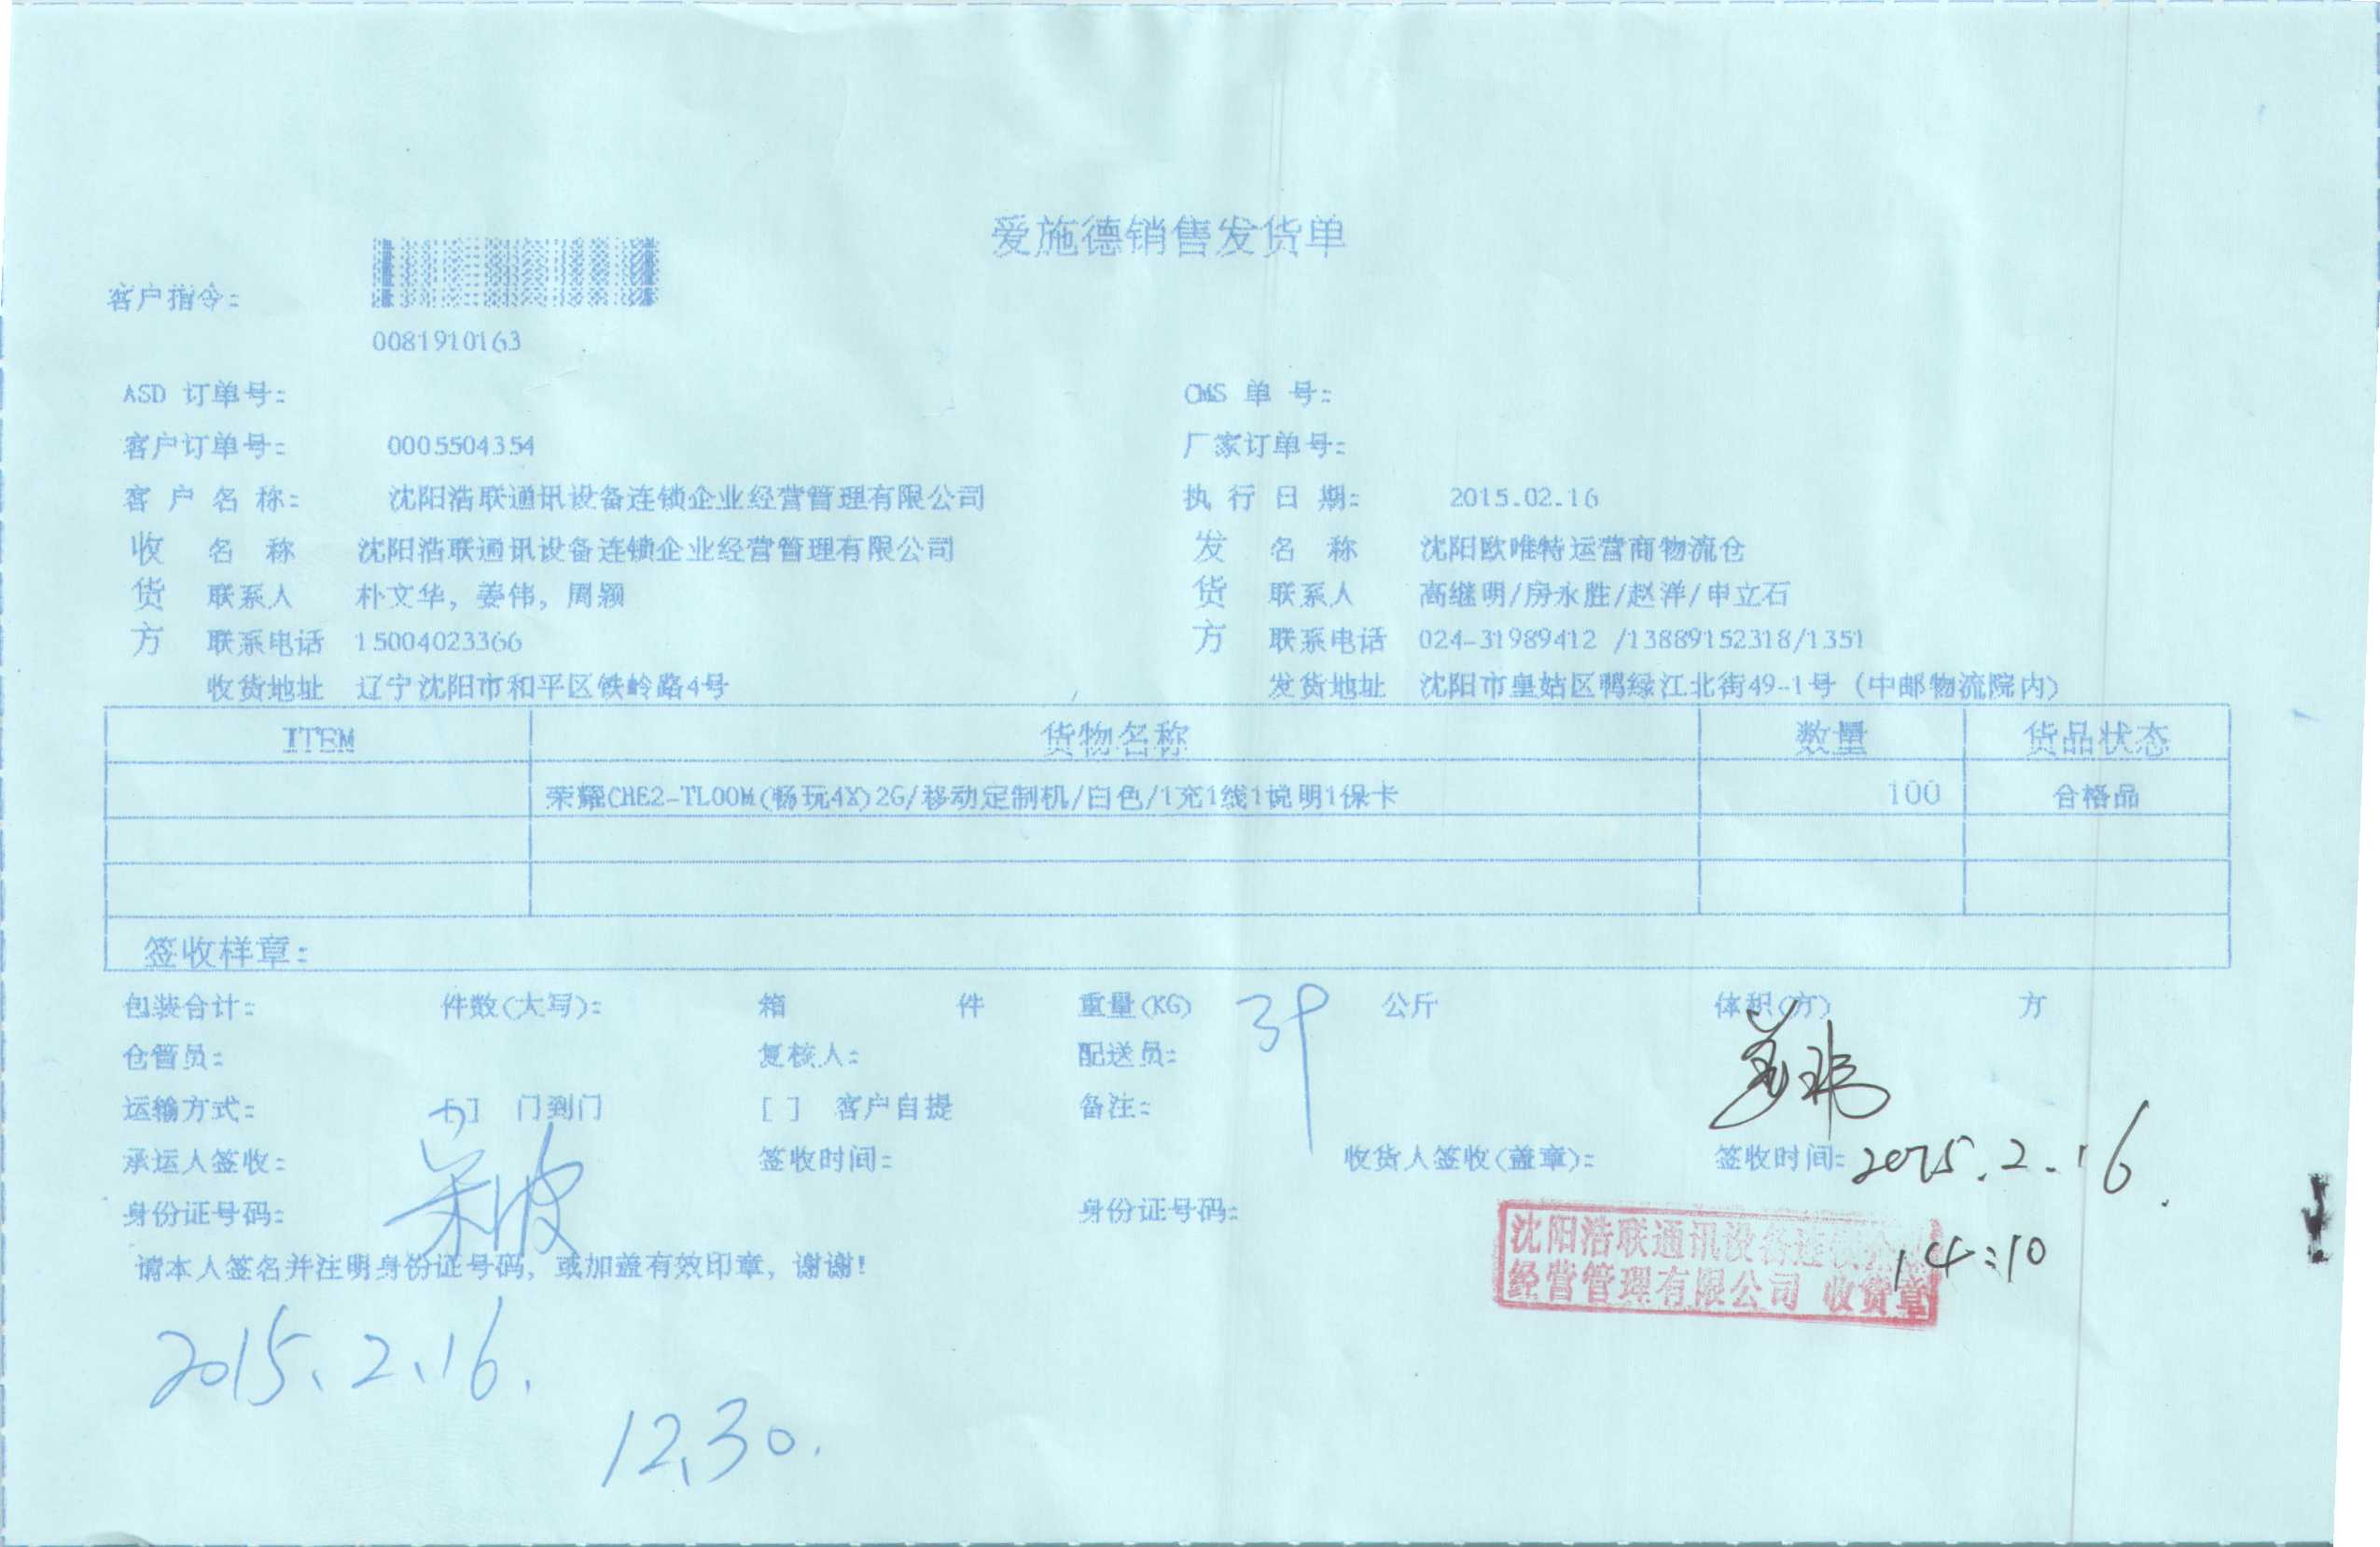 爱施德销售发货单
客户指令:
0081910163
ASD 订单号: CMS 单 号:
客户订单号: 0005504354 厂家订单号:
客 户 名 称: 沈阳浩联通讯设备连锁企业经营管理有限公司 执 行 日 期: 2015.02.16
收 名 称 沈阳浩联通讯设备连锁企业经营管理有限公司 发 名 称 沈阳欧唯特运营商物流仓
货 联系人 朴文华, 姜伟, 周颖 货 联系人 高继明/房永胜/赵洋/申立石
方 联系电话 15004023366 方 联系电话 024-31989412 /13889152318/1351
收货地址 辽宁沈阳市和平区铁岭路4号 发货地址 沈阳市皇姑区鸭绿江北街49-1号 (中邮物流院内)
ITEM 货物名称 数量 货品状态
荣耀CHE2-TL00M(畅玩4X)2G/移动定制机/白色/1充1线1说明1保卡 100 合格品
签收样章:
包装合计: 件数(大写): 箱 件 重量(KG) 公斤 体积(方) 方
仓管员: 复核人: 配送员:
运输方式: [ ] 门到门 [ ] 客户自提 备注:
承运人签收: 签收时间: 收货人签收(盖章): 签收时间: 2015.2.16.
身份证号码: 身份证号码:
14:10
沈阳浩联通讯设备连锁企业
经营管理有限公司 收货章
请本人签名并注明身份证号码, 或加盖有效印章, 谢谢!
2015、2、16.
12、30.